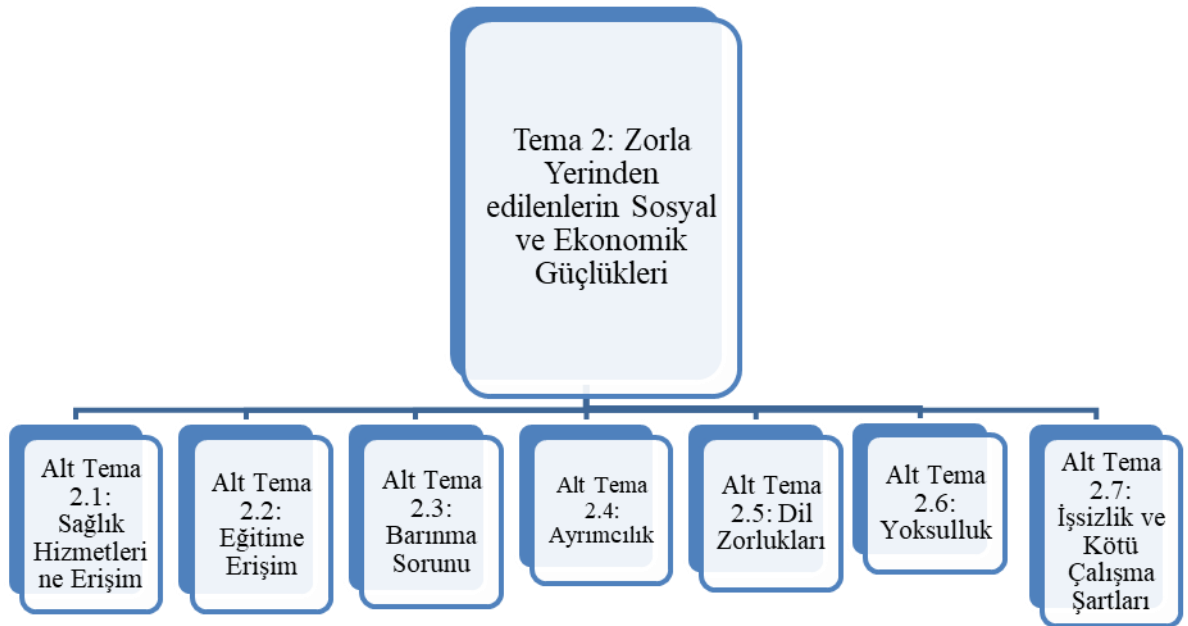 Tema 2: Zorla
Yerinden
edilenlerin Sosyal
ve Ekonomik
Güçlükleri
Alt Tema
2.1:
Sağlık
Hizmetleri
ne Erişim
Alt Tema
2.2:
Eğitime
Erişim
Alt Tema
2.3:
Barınma
Sorunu
Alt Tema
2.4:
Ayrımcılık
Alt Tema
2.5: Dil
Zorlukları
Alt Tema
2.6:
Yoksulluk
Alt Tema
2.7:
İşsizlik ve
Kötü
Çalışma
Şartları